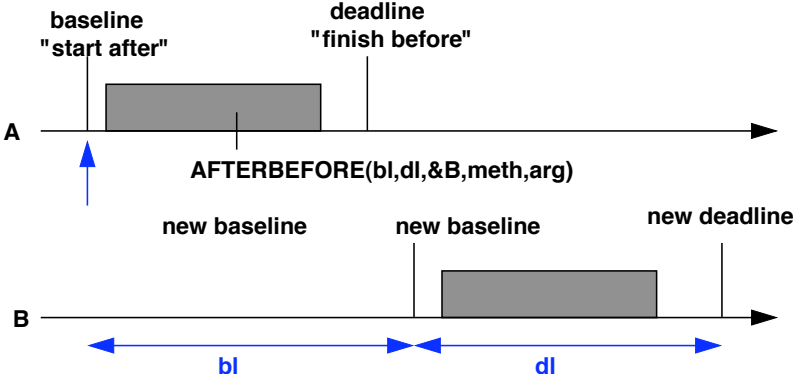 baseline
"start after"
deadline
"finish before"
A
AFTERBEFORE(bl,dl,&B,meth,arg)
new baseline
new baseline
new deadline
B
bl
dl